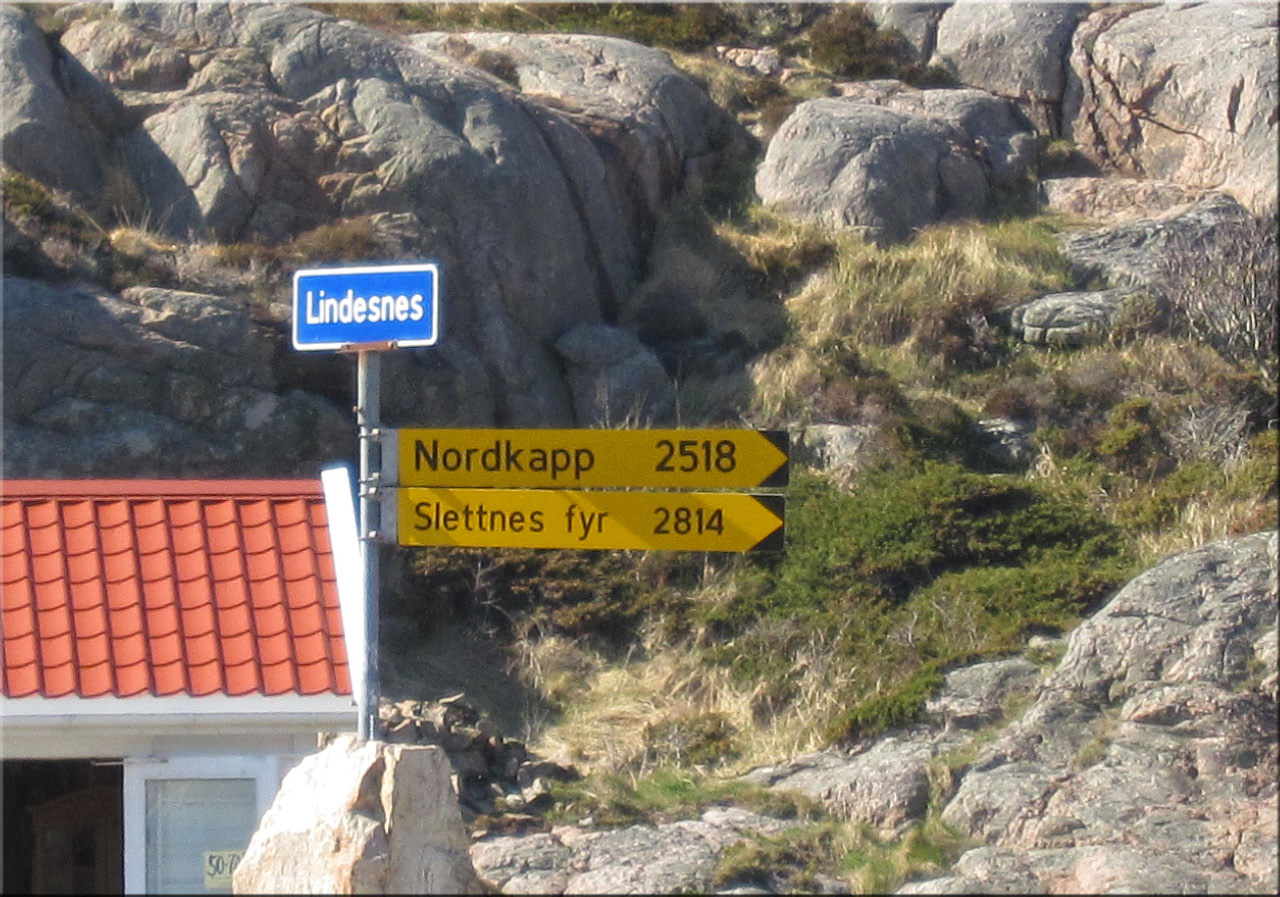 Lindesnes
Nordkapp 2518
Slettnes fyr 2814